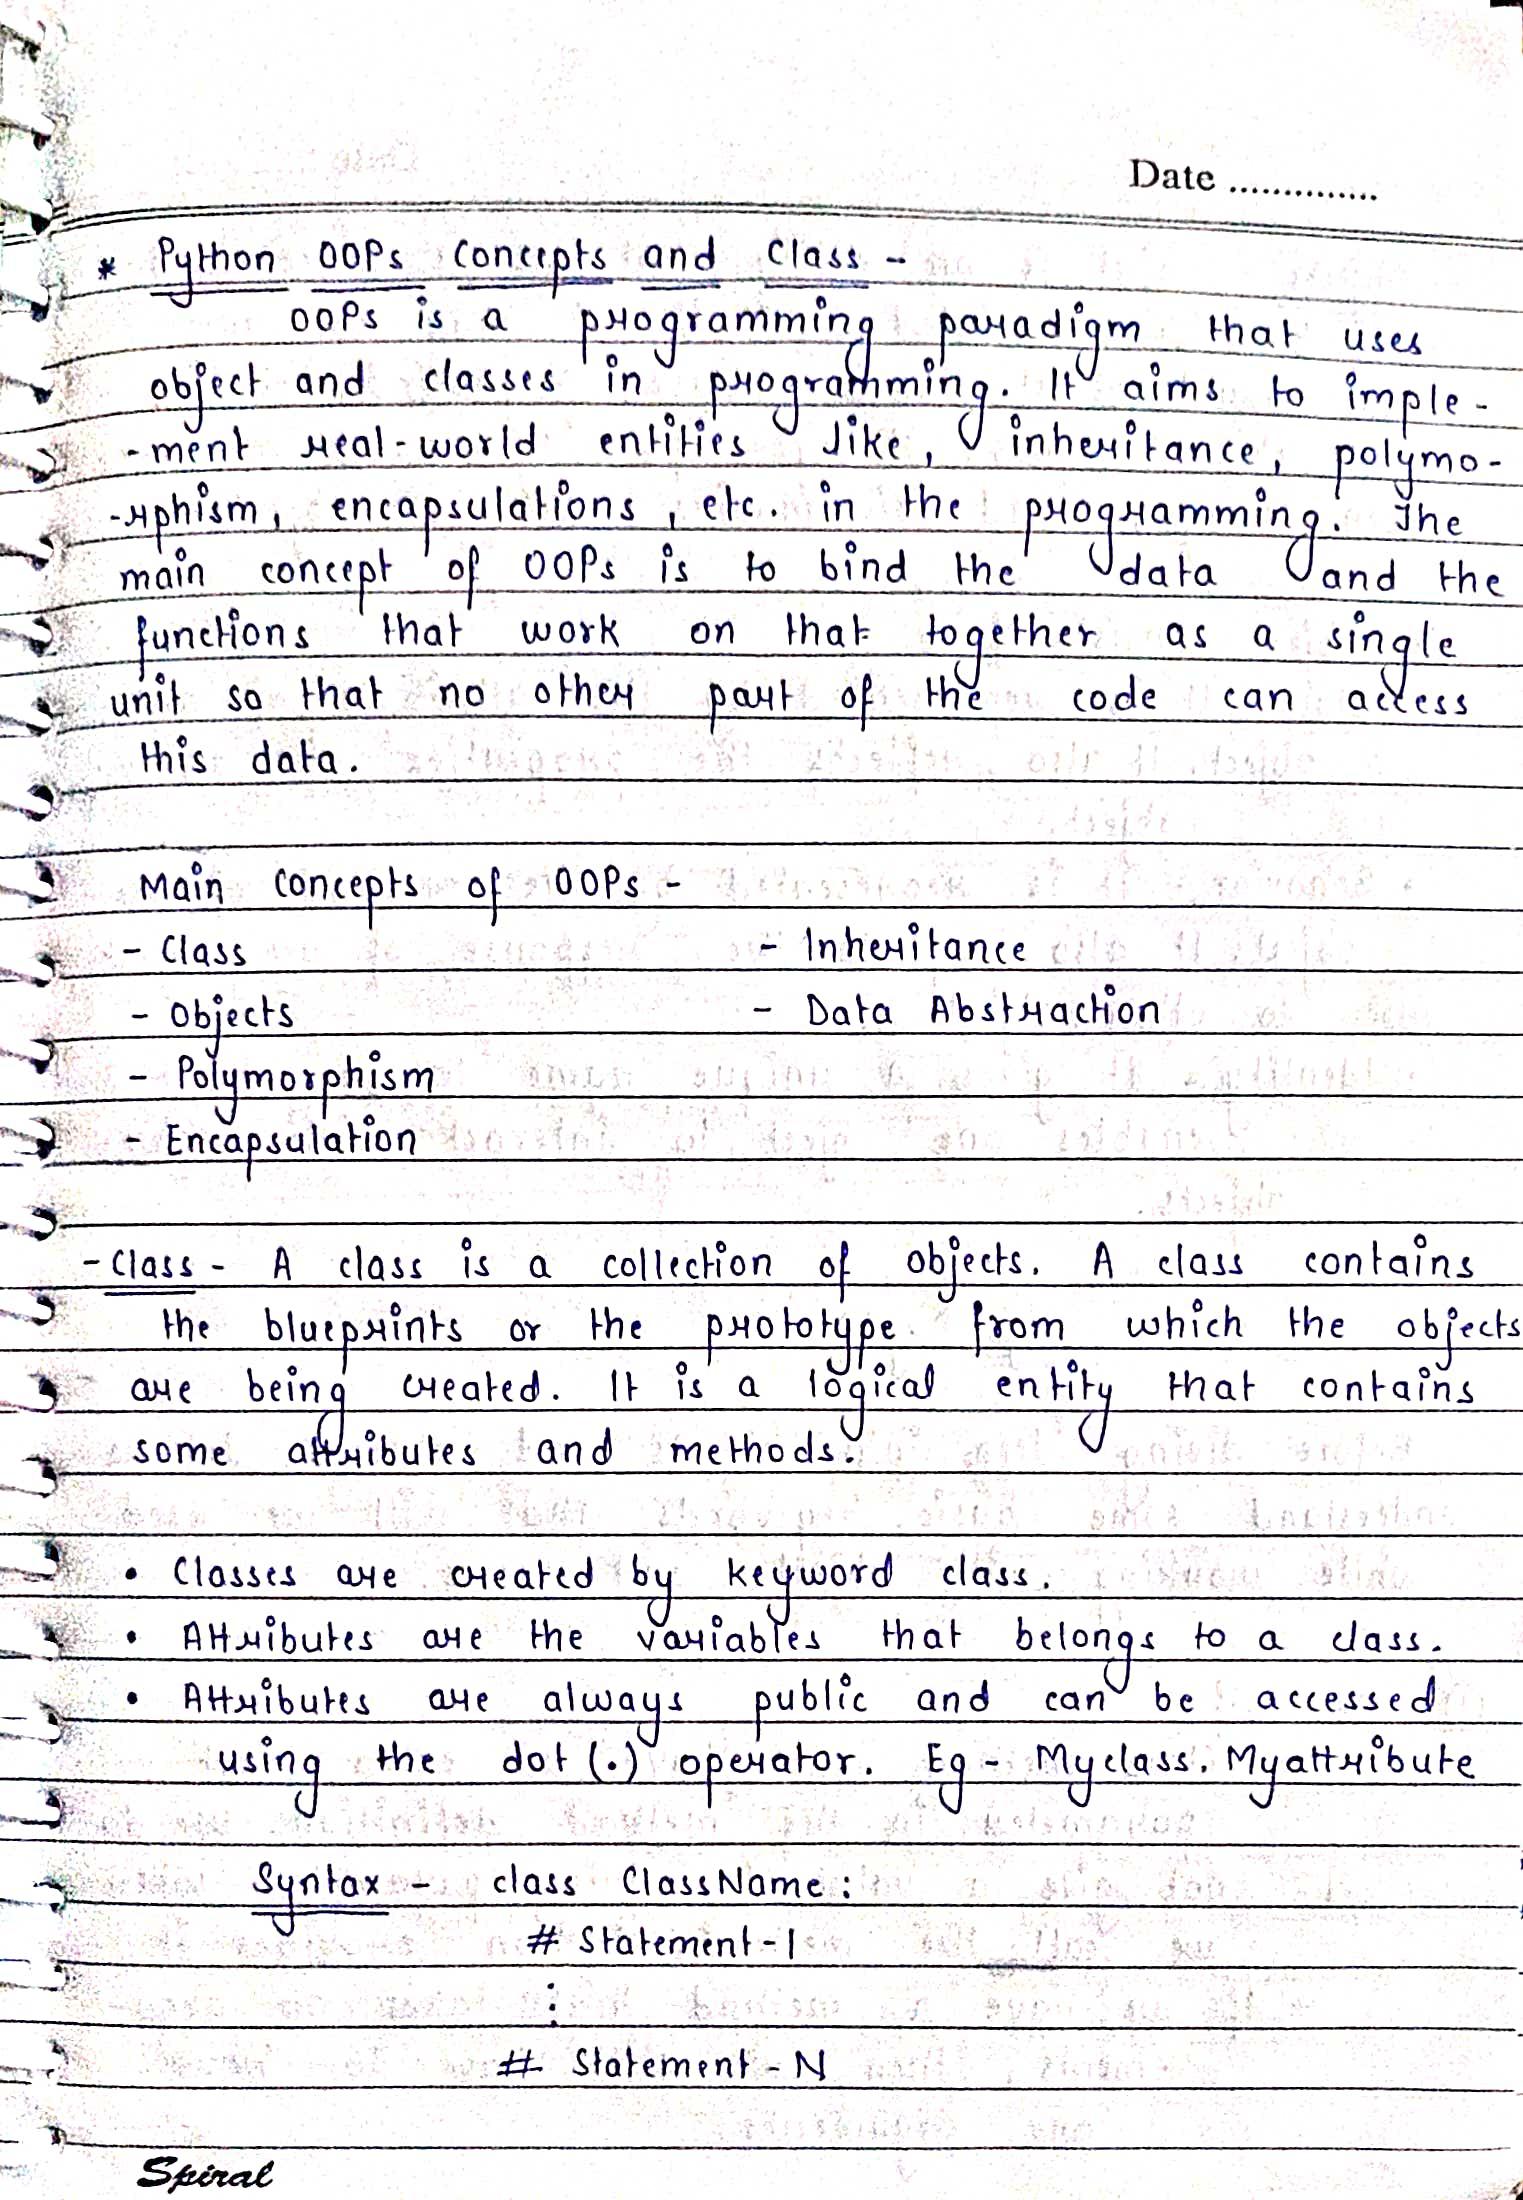 Date ..............
* Python OOPs Concepts and Class -
OOPs is a programming paradigm that uses
object and classes in programming. It aims to imple-
-ment real-world entities like, inheritance, polymo-
-rphism, encapsulations, etc. in the programming. The
main concept of OOPs is to bind the data and the
functions that work on that together as a single
unit so that no other part of the code can access
this data.
Main Concepts of OOPs -
- Class - Inheritance
- Objects - Data Abstraction
- Polymorphism
- Encapsulation
- Class - A class is a collection of objects. A class contains
the blueprints or the prototype from which the objects
are being created. It is a logical entity that contains
some attributes and methods.
• Classes are created by keyword class.
• Attributes are the variables that belongs to a class.
• Attributes are always public and can be accessed
using the dot (.) operator. Eg - Myclass. Myattribute
Syntax - class ClassName :
# Statement - 1
:
# Statement - N
Spiral